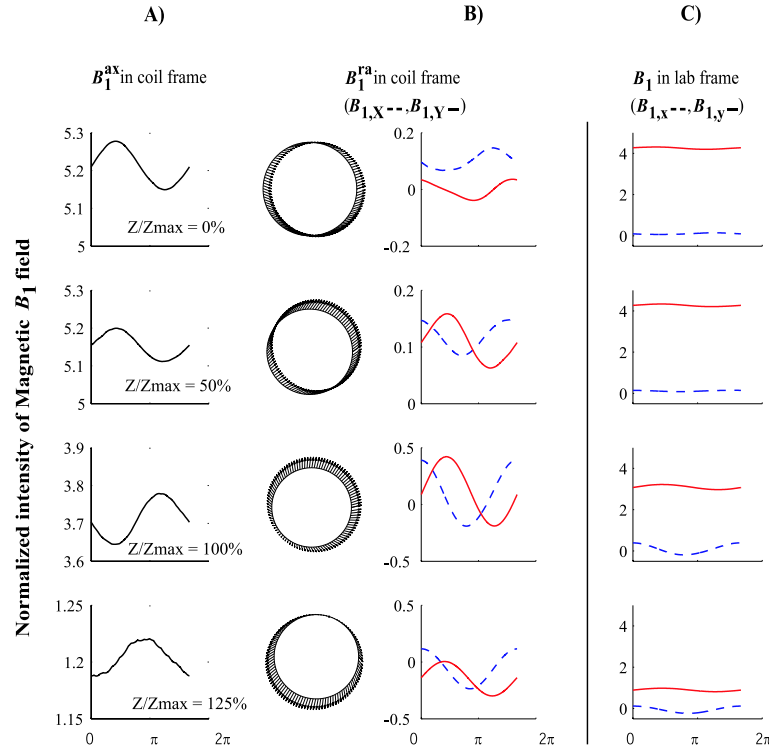 A)
B)
C)
B₁ᵃˣ in coil frame
B₁ʳᵃ in coil frame
(B₁,X - - , B₁,Y —)
B₁ in lab frame
(B₁,x - - , B₁,y —)
Normalized intensity of Magnetic B₁ field
5.3
5.2
5.1
5
Z/Zmax = 0%
0.2
0
-0.2
4
2
0
5.3
5.2
5.1
5
Z/Zmax = 50%
0.2
0.1
0
4
2
0
3.9
3.8
3.7
3.6
Z/Zmax = 100%
0.5
0
-0.5
4
2
0
1.25
1.2
1.15
Z/Zmax = 125%
0.5
0
-0.5
4
2
0
0 π 2π
0 π 2π
0 π 2π